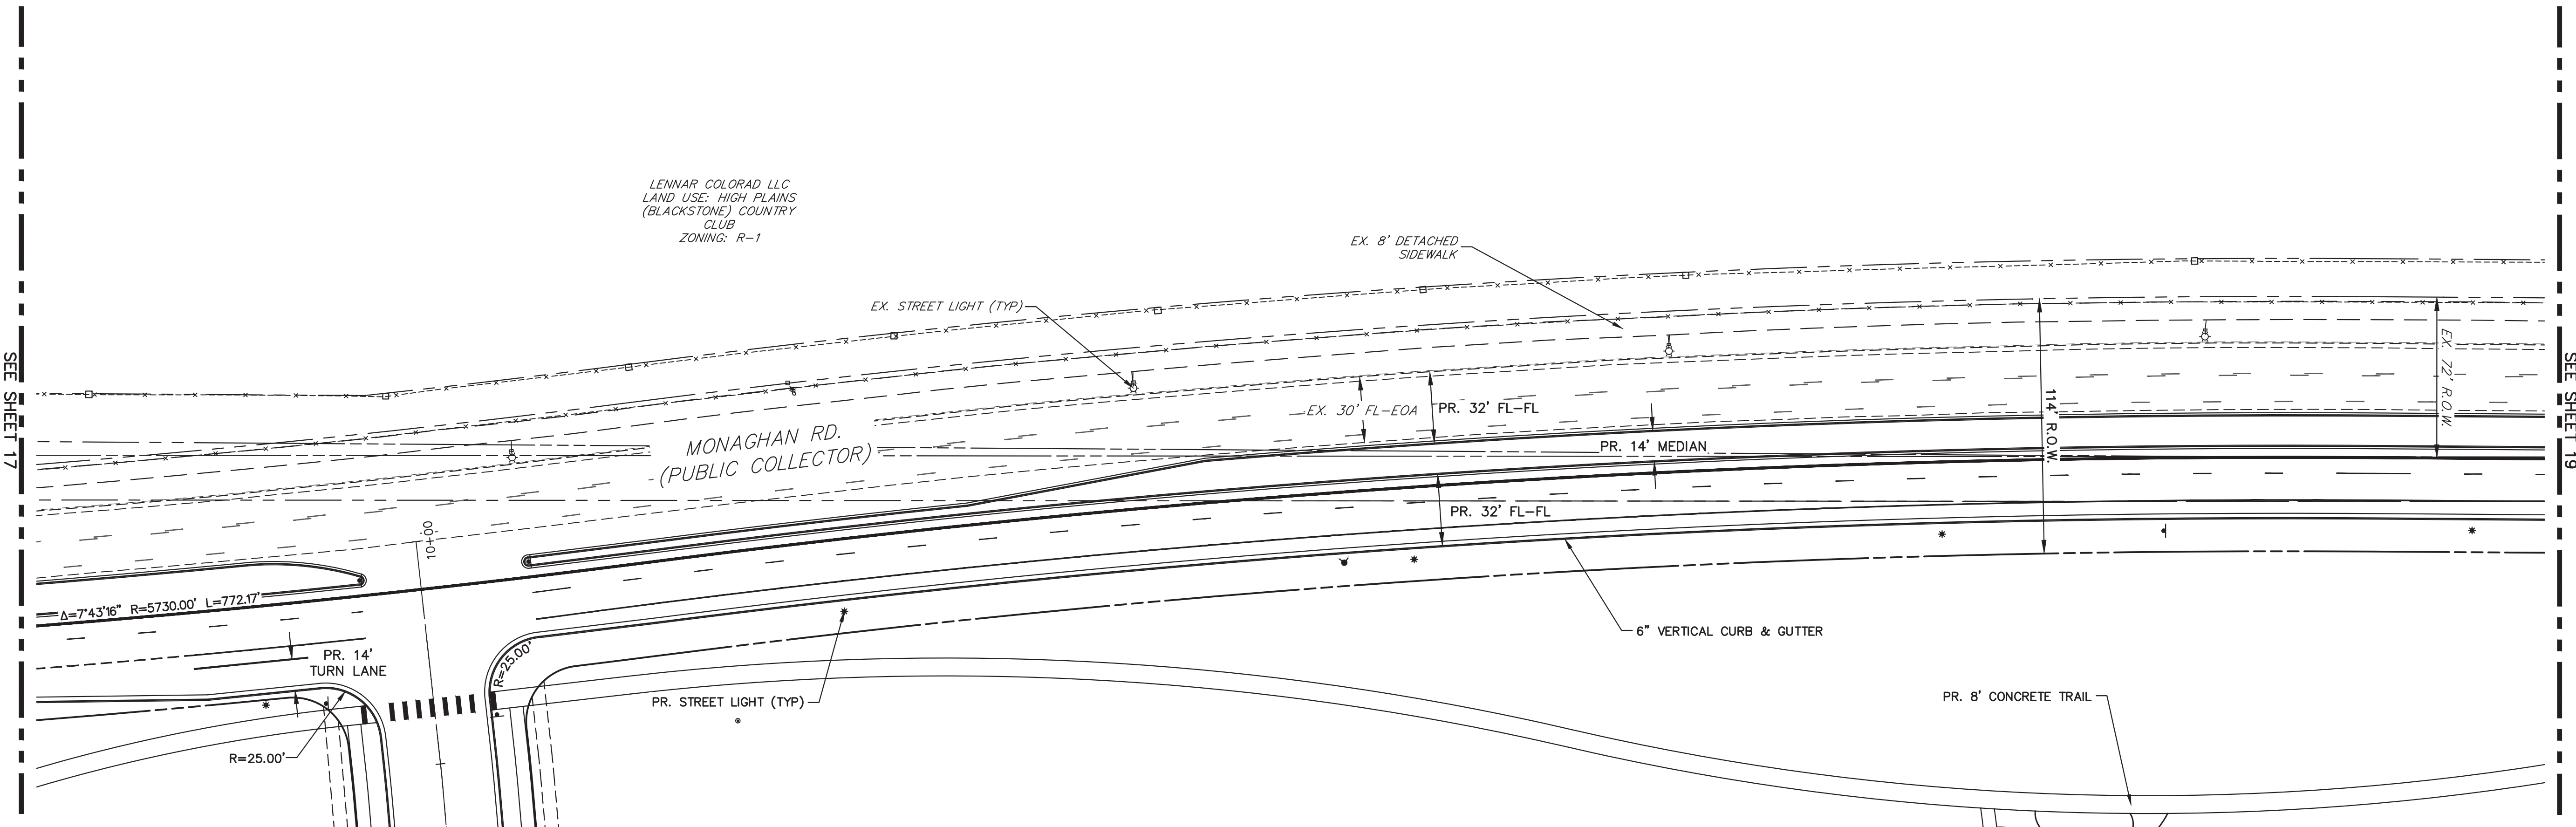 LENNAR COLORAD LLC
LAND USE: HIGH PLAINS
(BLACKSTONE) COUNTRY
CLUB
ZONING: R-1
EX. 8' DETACHED
SIDEWALK
EX. STREET LIGHT (TYP)
SEE SHEET 17
SEE SHEET 19
EX. 72' R.O.W.
114' R.O.W.
EX. 30' FL-EOA
PR. 32' FL-FL
MONAGHAN RD.
(PUBLIC COLLECTOR)
PR. 14' MEDIAN
PR. 32' FL-FL
10+00
Δ=7°43'16" R=5730.00' L=772.17'
6" VERTICAL CURB & GUTTER
PR. 14'
TURN LANE
R=25.00'
PR. STREET LIGHT (TYP)
PR. 8' CONCRETE TRAIL
R=25.00'